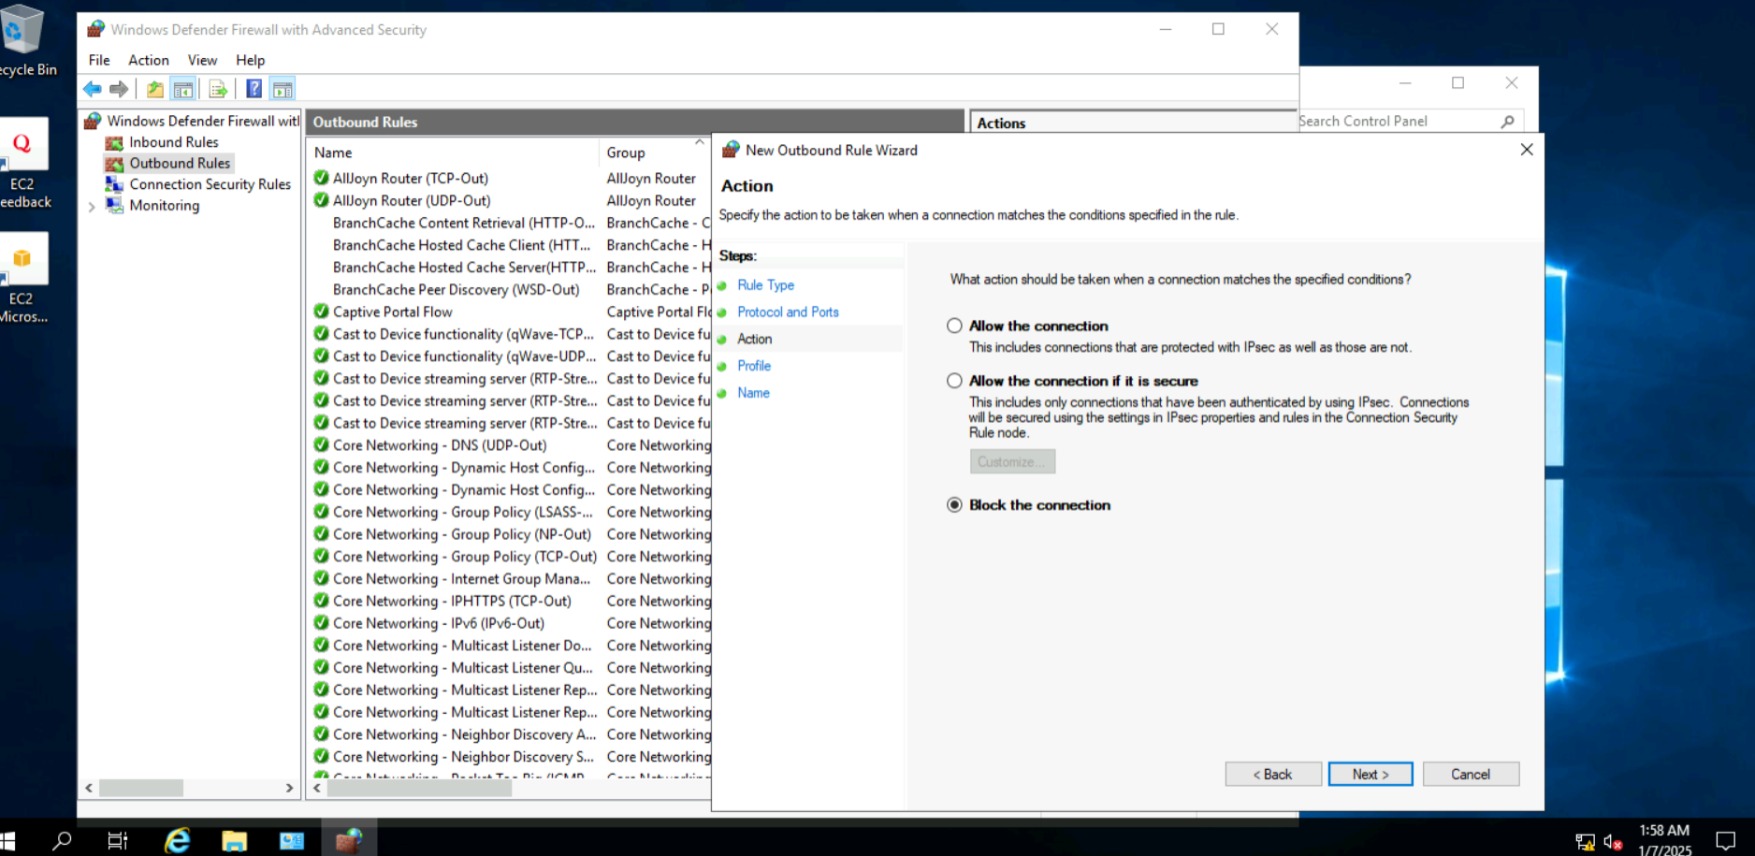 ecycle Bin
Q
EC2
eedback
EC2
Micros...
Windows Defender Firewall with Advanced Security
File Action View Help
Windows Defender Firewall witl
Inbound Rules
Outbound Rules
Connection Security Rules
Monitoring
Outbound Rules
Name Group
AllJoyn Router (TCP-Out) AllJoyn Router
AllJoyn Router (UDP-Out) AllJoyn Router
BranchCache Content Retrieval (HTTP-O... BranchCache - C
BranchCache Hosted Cache Client (HTT... BranchCache - H
BranchCache Hosted Cache Server(HTTP... BranchCache - H
BranchCache Peer Discovery (WSD-Out) BranchCache - P
Captive Portal Flow Captive Portal Flo
Cast to Device functionality (qWave-TCP... Cast to Device fu
Cast to Device functionality (qWave-UDP... Cast to Device fu
Cast to Device streaming server (RTP-Stre... Cast to Device fu
Cast to Device streaming server (RTP-Stre... Cast to Device fu
Cast to Device streaming server (RTP-Stre... Cast to Device fu
Core Networking - DNS (UDP-Out) Core Networking
Core Networking - Dynamic Host Config... Core Networking
Core Networking - Dynamic Host Config... Core Networking
Core Networking - Group Policy (LSASS-... Core Networking
Core Networking - Group Policy (NP-Out) Core Networking
Core Networking - Group Policy (TCP-Out) Core Networking
Core Networking - Internet Group Mana... Core Networking
Core Networking - IPHTTPS (TCP-Out) Core Networking
Core Networking - IPv6 (IPv6-Out) Core Networking
Core Networking - Multicast Listener Do... Core Networking
Core Networking - Multicast Listener Qu... Core Networking
Core Networking - Multicast Listener Rep... Core Networking
Core Networking - Multicast Listener Rep... Core Networking
Core Networking - Neighbor Discovery A... Core Networking
Core Networking - Neighbor Discovery S... Core Networking
Core Networking - Packet Too Big (ICMP... Core Networking
Actions
Search Control Panel
New Outbound Rule Wizard
Action
Specify the action to be taken when a connection matches the conditions specified in the rule.
Steps:
Rule Type
Protocol and Ports
Action
Profile
Name
What action should be taken when a connection matches the specified conditions?
Allow the connection
This includes connections that are protected with IPsec as well as those are not.
Allow the connection if it is secure
This includes only connections that have been authenticated by using IPsec. Connections
will be secured using the settings in IPsec properties and rules in the Connection Security
Rule node.
Customize...
Block the connection
< Back Next > Cancel
1:58 AM
1/7/2025